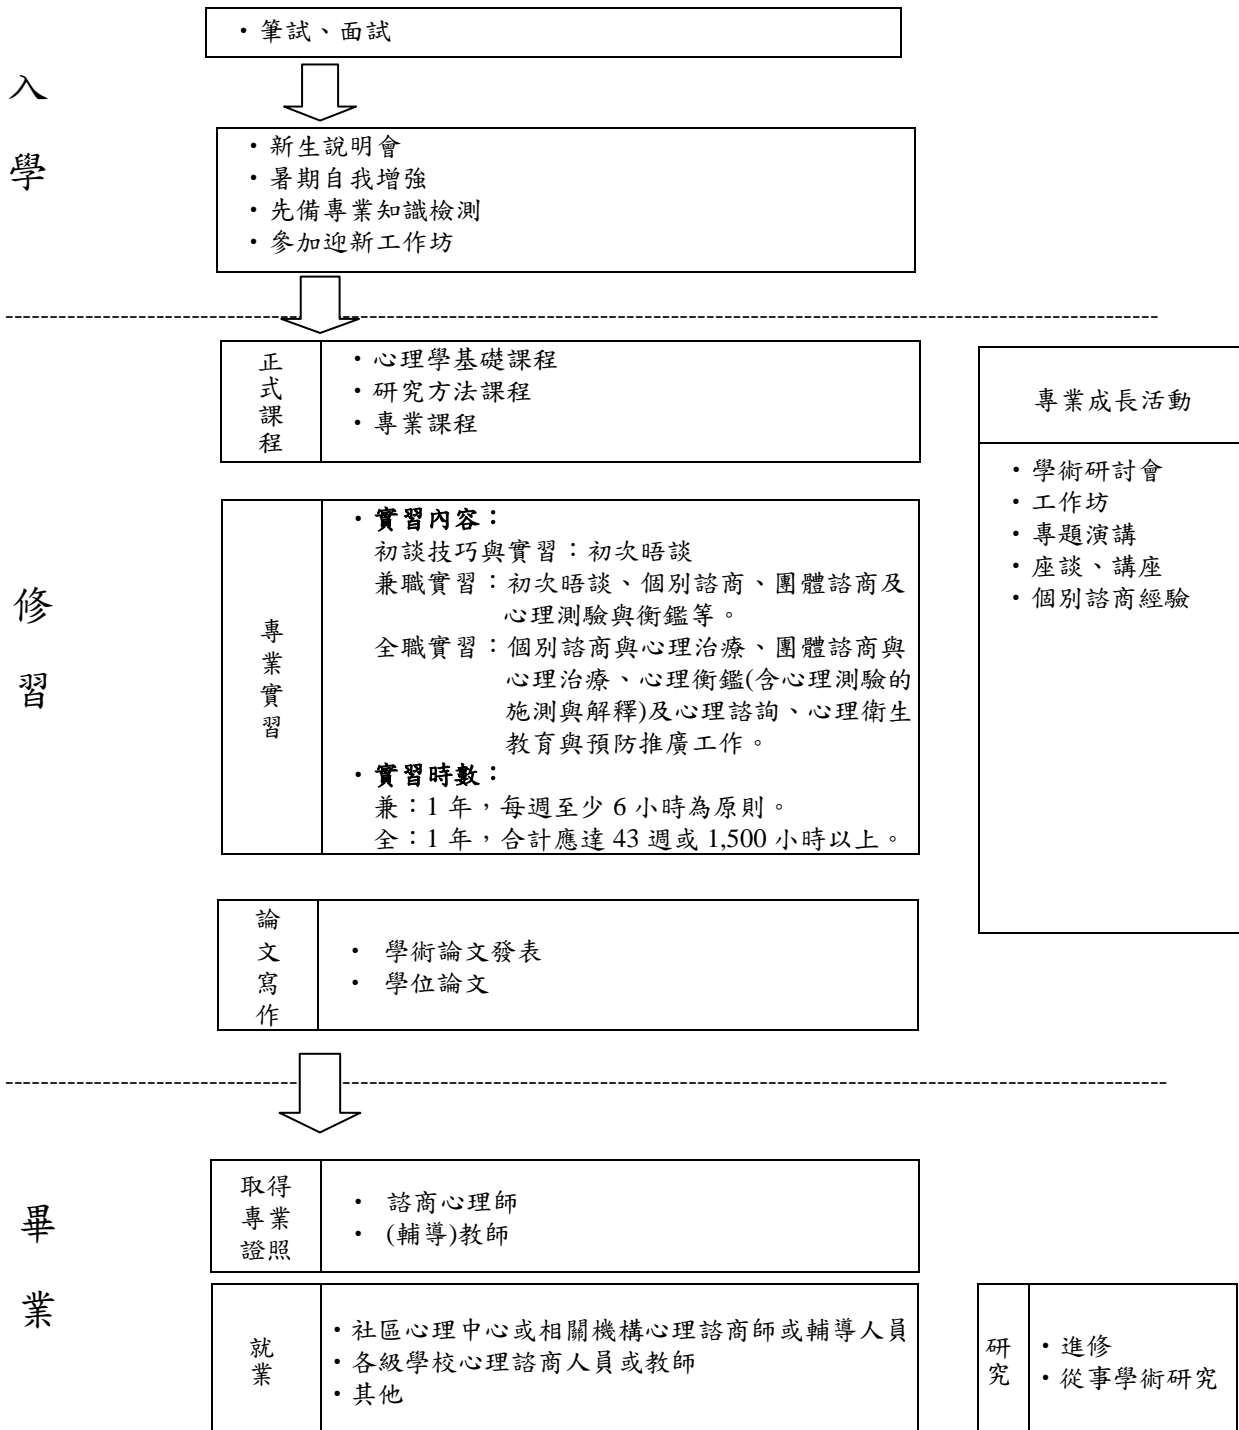 ・筆試、面試
入
學
・新生說明會
・暑期自我增強
・先備專業知識檢測
・參加迎新工作坊
修
習
正
式
課
程
・心理學基礎課程
・研究方法課程
・專業課程
專業成長活動
・學術研討會
・工作坊
・專題演講
・座談、講座
・個別諮商經驗
專
業
實
習
・實習內容：
初談技巧與實習：初次晤談
兼職實習：初次晤談、個別諮商、團體諮商及
心理測驗與衡鑑等。
全職實習：個別諮商與心理治療、團體諮商與
心理治療、心理衡鑑(含心理測驗的
施測與解釋)及心理諮詢、心理衛生
教育與預防推廣工作。
・實習時數：
兼：1 年，每週至少 6 小時為原則。
全：1 年，合計應達 43 週或 1,500 小時以上。
論
文
寫
作
・ 學術論文發表
・ 學位論文
畢
業
取得
專業
證照
・ 諮商心理師
・ (輔導)教師
就
業
・社區心理中心或相關機構心理諮商師或輔導人員
・各級學校心理諮商人員或教師
・其他
研
究
・進修
・從事學術研究